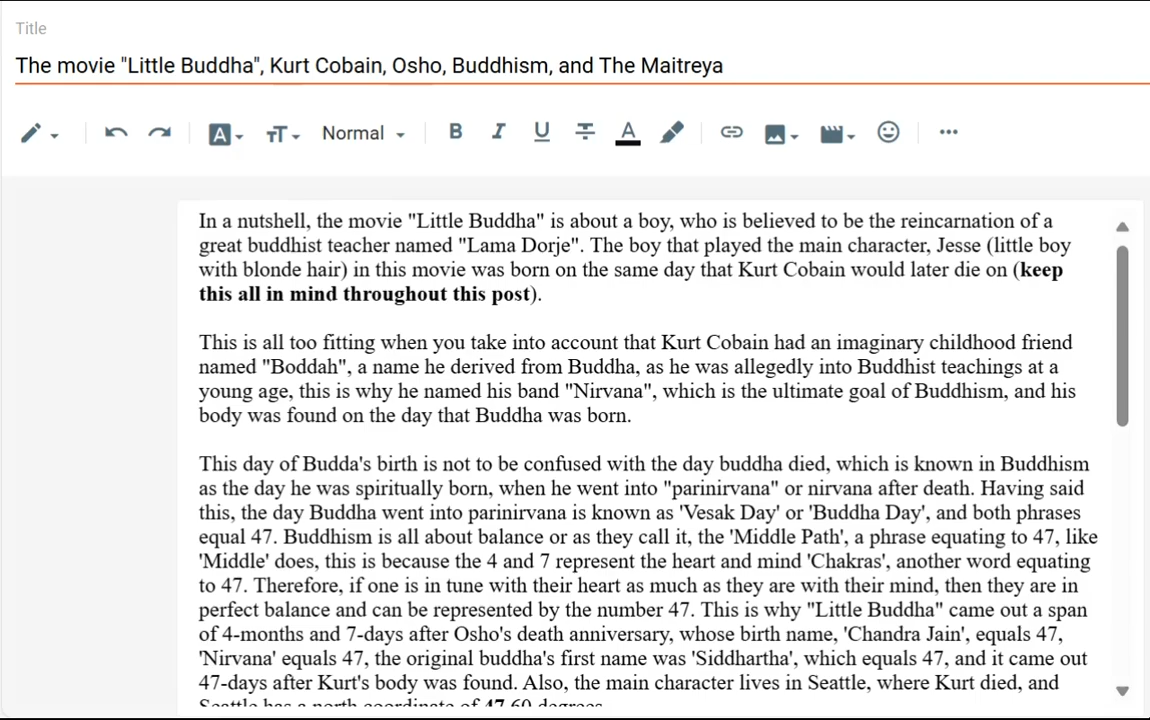 Title
The movie "Little Buddha", Kurt Cobain, Osho, Buddhism, and The Maitreya
Normal
In a nutshell, the movie "Little Buddha" is about a boy, who is believed to be the reincarnation of a
great buddhist teacher named "Lama Dorje". The boy that played the main character, Jesse (little boy
with blonde hair) in this movie was born on the same day that Kurt Cobain would later die on (keep
this all in mind throughout this post).
This is all too fitting when you take into account that Kurt Cobain had an imaginary childhood friend
named "Boddah", a name he derived from Buddha, as he was allegedly into Buddhist teachings at a
young age, this is why he named his band "Nirvana", which is the ultimate goal of Buddhism, and his
body was found on the day that Buddha was born.
This day of Budda's birth is not to be confused with the day buddha died, which is known in Buddhism
as the day he was spiritually born, when he went into "parinirvana" or nirvana after death. Having said
this, the day Buddha went into parinirvana is known as 'Vesak Day' or 'Buddha Day', and both phrases
equal 47. Buddhism is all about balance or as they call it, the 'Middle Path', a phrase equating to 47, like
'Middle' does, this is because the 4 and 7 represent the heart and mind 'Chakras', another word equating
to 47. Therefore, if one is in tune with their heart as much as they are with their mind, then they are in
perfect balance and can be represented by the number 47. This is why "Little Buddha" came out a span
of 4-months and 7-days after Osho's death anniversary, whose birth name, 'Chandra Jain', equals 47,
'Nirvana' equals 47, the original buddha's first name was 'Siddhartha', which equals 47, and it came out
47-days after Kurt's body was found. Also, the main character lives in Seattle, where Kurt died, and
Seattle has a north coordinate of 47.60 degrees.